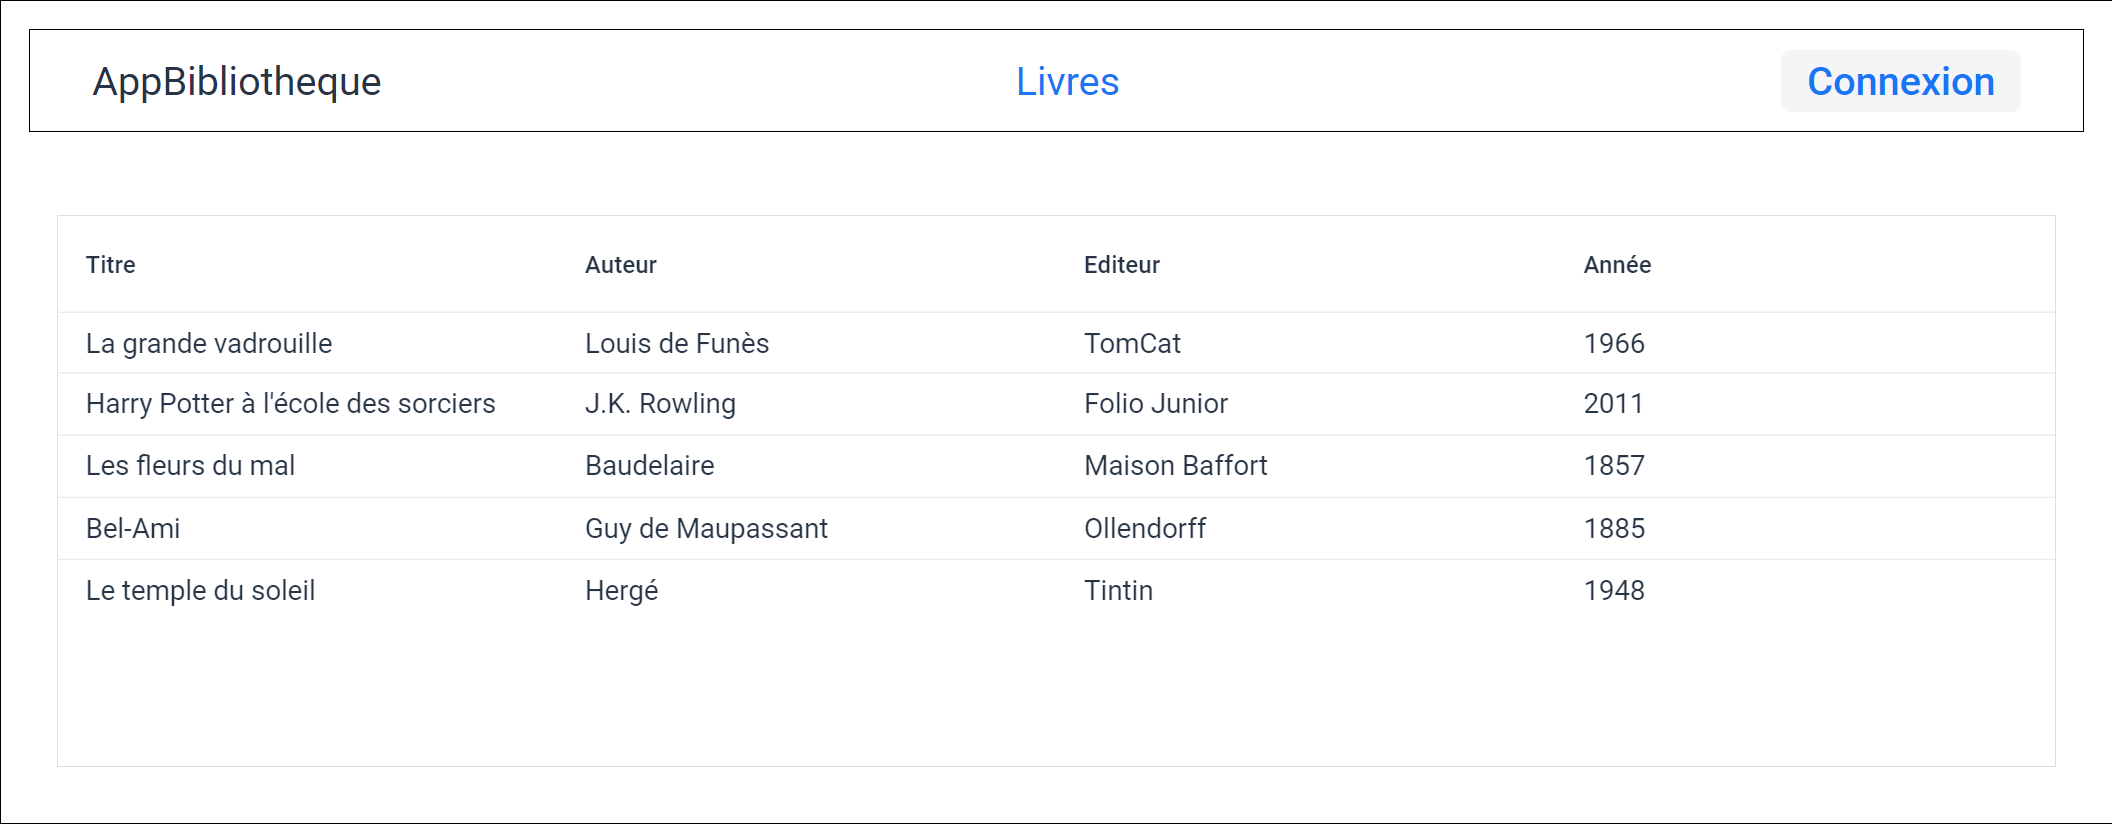 AppBibliotheque Livres Connexion
Titre Auteur Editeur Année
La grande vadrouille Louis de Funès TomCat 1966
Harry Potter à l'école des sorciers J.K. Rowling Folio Junior 2011
Les fleurs du mal Baudelaire Maison Baffort 1857
Bel-Ami Guy de Maupassant Ollendorff 1885
Le temple du soleil Hergé Tintin 1948